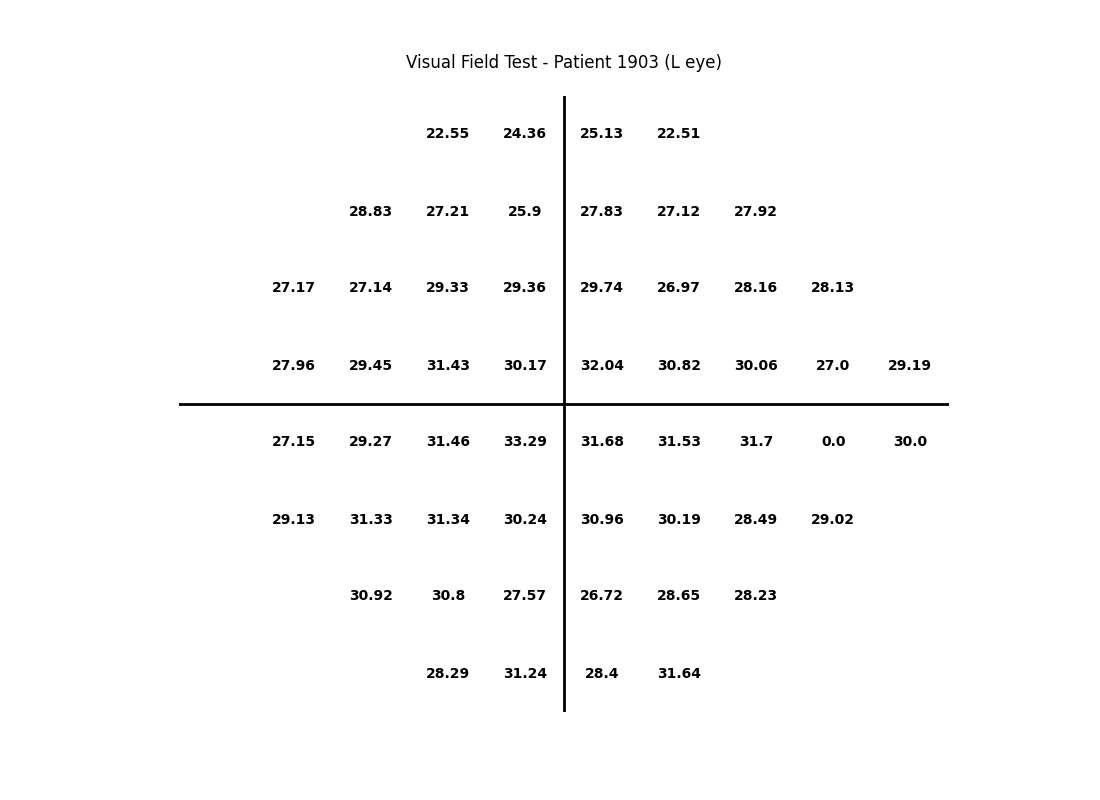 Visual Field Test - Patient 1903 (L eye)
22.55 24.36 25.13 22.51
28.83 27.21 25.9 27.83 27.12 27.92
27.17 27.14 29.33 29.36 29.74 26.97 28.16 28.13
27.96 29.45 31.43 30.17 32.04 30.82 30.06 27.0 29.19
27.15 29.27 31.46 33.29 31.68 31.53 31.7 0.0 30.0
29.13 31.33 31.34 30.24 30.96 30.19 28.49 29.02
30.92 30.8 27.57 26.72 28.65 28.23
28.29 31.24 28.4 31.64